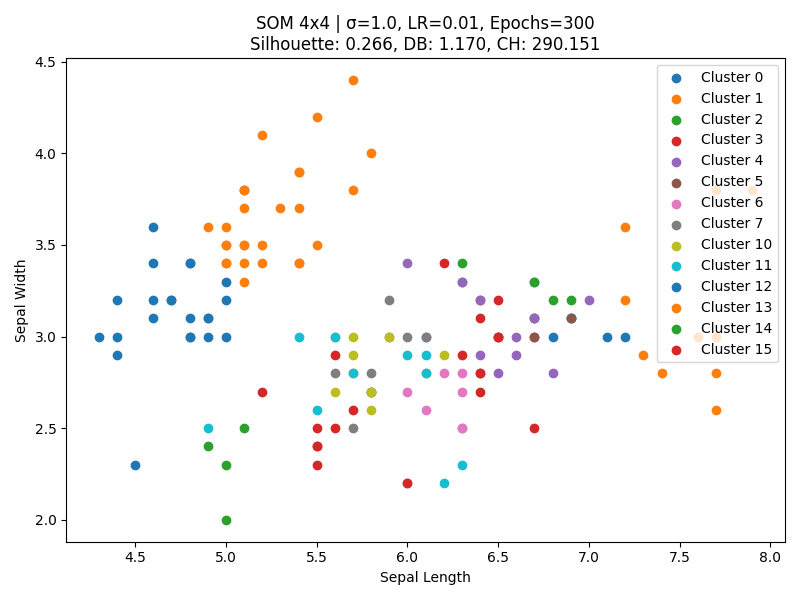 SOM 4x4 | σ=1.0, LR=0.01, Epochs=300
Silhouette: 0.266, DB: 1.170, CH: 290.151
Cluster 0
Cluster 1
Cluster 2
Cluster 3
Cluster 4
Cluster 5
Cluster 6
Cluster 7
Cluster 10
Cluster 11
Cluster 12
Cluster 13
Cluster 14
Cluster 15
Sepal Width
4.5
4.0
3.5
3.0
2.5
2.0
4.5 5.0 5.5 6.0 6.5 7.0 7.5 8.0
Sepal Length